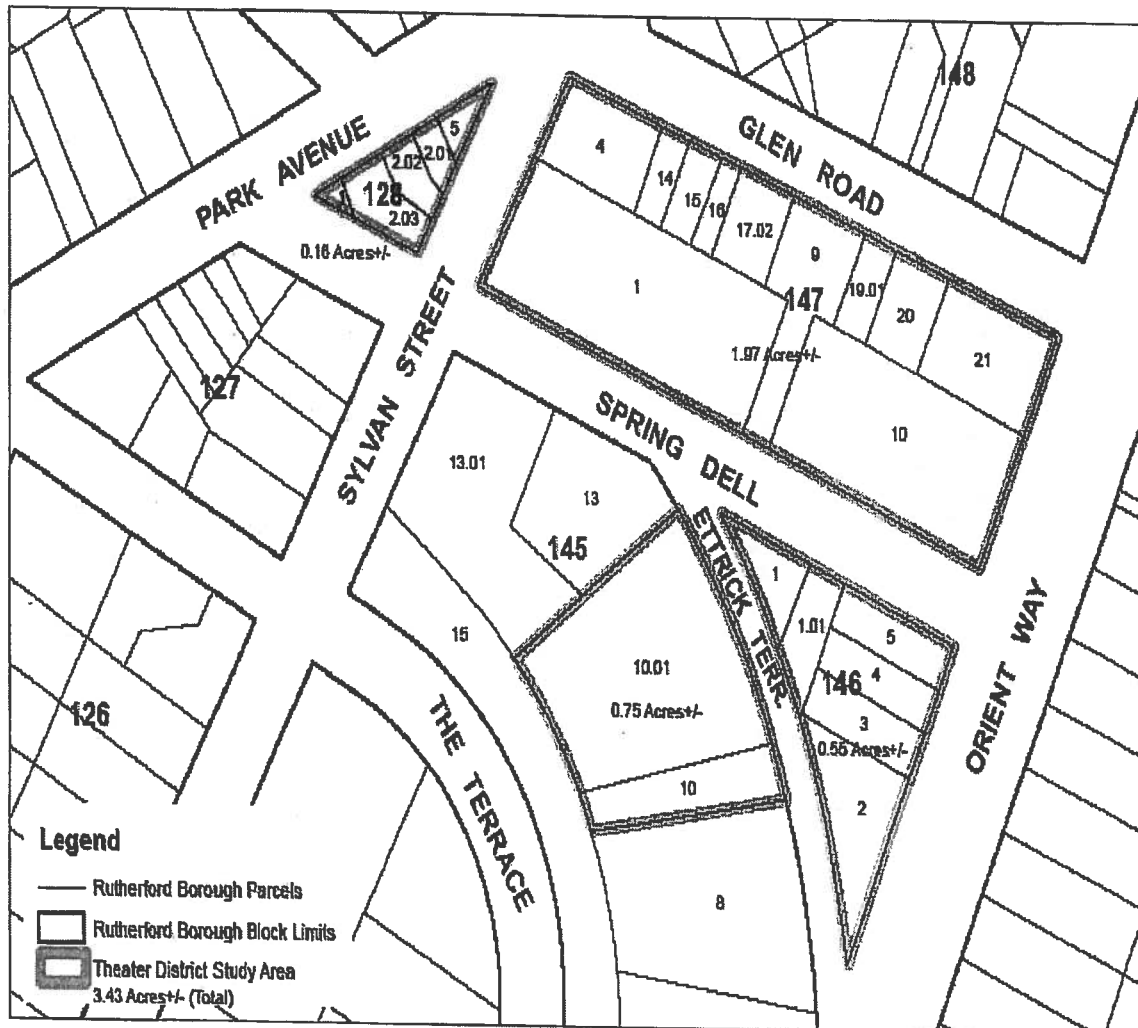 148
GLEN ROAD
PARK AVENUE
5
2.01
2.02
128
2.03
0.16 Acres+/-
4
14
15
16
17.02
9
147
19.01
20
21
1
1.97 Acres+/-
10
SYLVAN STREET
127
SPRING DELL
13.01
13
145
ETTRICK TERR.
1
1.01
5
4
146
3
0.55 Acres+/-
2
ORIENT WAY
15
10.01
0.75 Acres+/-
10
126
THE TERRACE
8
Legend
Rutherford Borough Parcels
Rutherford Borough Block Limits
Theater District Study Area
3.43 Acres+/- (Total)